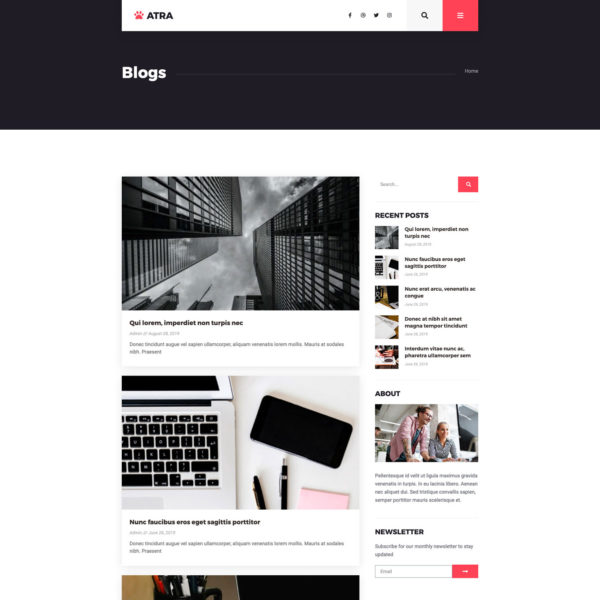 ATRA
Blogs
Home
Qui lorem, imperdiet non turpis nec
Admin // August 28, 2019
Donec tincidunt augue vel sapien ullamcorper, aliquam venenatis lorem mollis. Mauris at sodales
nibh. Praesent
Nunc faucibus eros eget sagittis porttitor
Admin // June 28, 2019
Donec tincidunt augue vel sapien ullamcorper, aliquam venenatis lorem mollis. Mauris at sodales
nibh. Praesent
Search...
RECENT POSTS
Qui lorem, imperdiet non
turpis nec
August 28, 2019
Nunc faucibus eros eget
sagittis porttitor
June 28, 2019
Nunc erat arcu, venenatis ac
congue
June 28, 2019
Donec at nibh sit amet
magna tempor tincidunt
June 28, 2019
Interdum vitae nunc ac,
pharetra ullamcorper sem
June 28, 2019
ABOUT
Pellentesque id velit ut ligula maximus gravida
venenatis in turpis. In eu lacinia libero. Aenean
nec aliquet dui. Sed tristique convallis sapien,
semper porttitor mauris scelerisque et.
NEWSLETTER
Subscribe for our monthly newsletter to stay
updated
Email